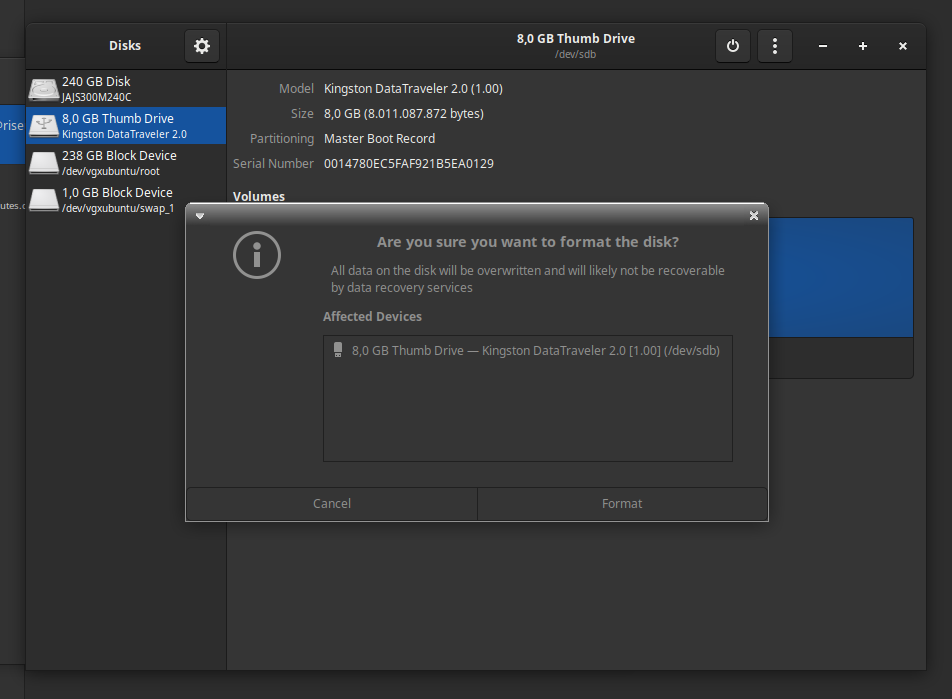 Disks
8,0 GB Thumb Drive
/dev/sdb
240 GB Disk
JAJS300M240C
8,0 GB Thumb Drive
Kingston DataTraveler 2.0
238 GB Block Device
/dev/vgxubuntu/root
1,0 GB Block Device
/dev/vgxubuntu/swap_1
Model Kingston DataTraveler 2.0 (1.00)
Size 8,0 GB (8.011.087.872 bytes)
Partitioning Master Boot Record
Serial Number 0014780EC5FAF921B5EA0129
Volumes
Are you sure you want to format the disk?
All data on the disk will be overwritten and will likely not be recoverable
by data recovery services
Affected Devices
8,0 GB Thumb Drive — Kingston DataTraveler 2.0 [1.00] (/dev/sdb)
Cancel Format